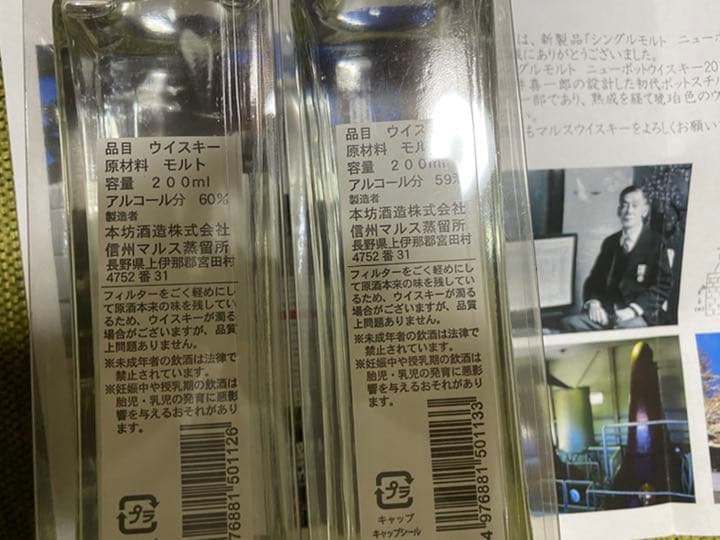 品目 ウイスキー
原材料 モルト
容量 200ml
アルコール分 60%
製造者
本坊酒造株式会社
信州マルス蒸留所
長野県上伊那郡宮田村
4752番31
フィルターをごく軽めにし
て原酒本来の味を残してい
るため、ウイスキーが濁る
場合がございますが、品質
上問題ありません。
※未成年者の飲酒は法律で
禁止されています。
※妊娠中や授乳期の飲酒は
胎児・乳児の発育に悪影
響を与えるおそれがあり
ます。
プラ
976881 501126
品目 ウイス
原材料 モル
容量 200ml
アルコール分 59%
製造者
本坊酒造株式会社
信州マルス蒸留所
長野県上伊那郡宮田村
4752番31
フィルターをごく軽めにし
て原酒本来の味を残してい
るため、ウイスキーが濁る
場合がございますが、品質
上問題ありません。
※未成年者の飲酒は法律で
禁止されています。
※妊娠中や授乳期の飲酒は
胎児・乳児の発育に悪影
響を与えるおそれがあり
ます。
プラ
キャップ
キャップシール
4 976881 501133
は、新製品「シングルモルト ニューポ
にありがとうございました。
ングルモルト ニューポットウイスキー20
喜一郎の設計した初代ポットスチ
一部であり、熟成を経て琥珀色のウ
もマルスウイスキーをよろしくお願い